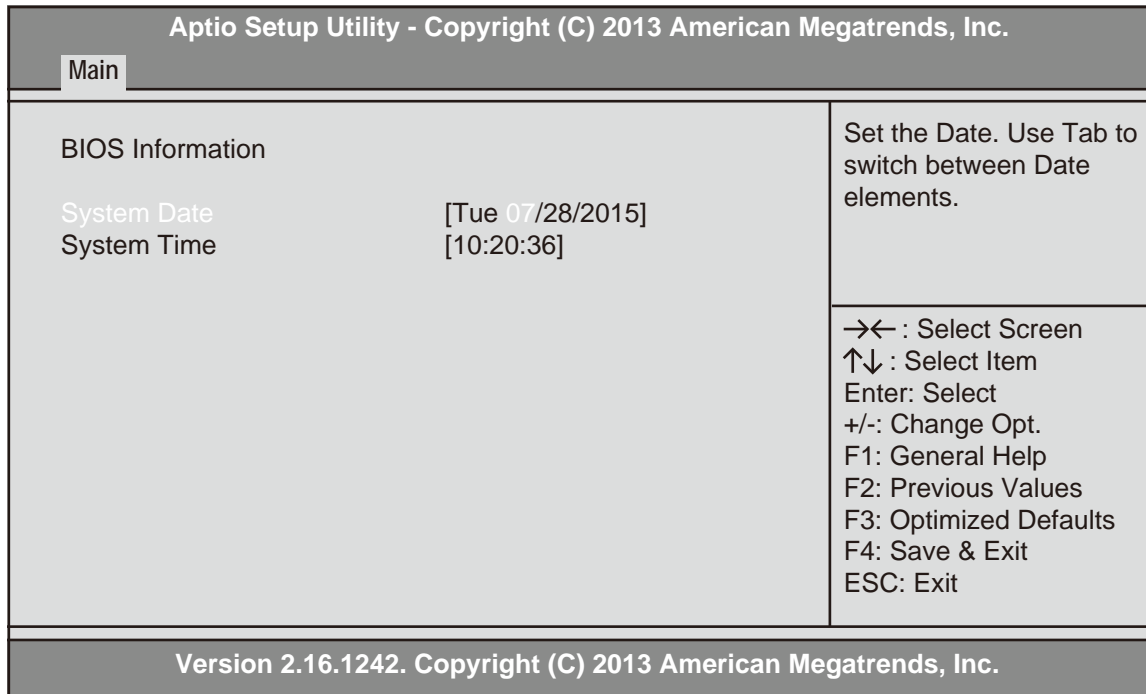 Aptio Setup Utility - Copyright (C) 2013 American Megatrends, Inc.
Main
BIOS Information
System Date [Tue 07/28/2015]
System Time [10:20:36]
Set the Date. Use Tab to
switch between Date
elements.
→← : Select Screen
↑↓ : Select Item
Enter: Select
+/-: Change Opt.
F1: General Help
F2: Previous Values
F3: Optimized Defaults
F4: Save & Exit
ESC: Exit
Version 2.16.1242. Copyright (C) 2013 American Megatrends, Inc.